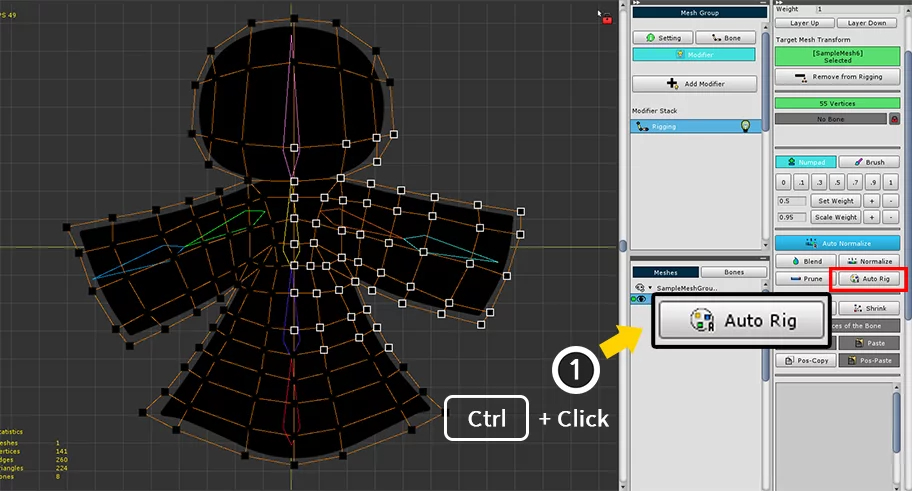 PS 49
Mesh Group
Setting
Bone
Modifier
Add Modifier
Modifier Stack
Rigging
Weight
1
Layer Up
Layer Down
Target Mesh Transform
[SampleMesh6]
Selected
Remove from Rigging
55 Vertices
No Bone
Numpad
Brush
0 .1 .3 .5 .7 .9 1
0.5
Set Weight
+ -
0.95
Scale Weight
+ -
Auto Normalize
Blend
Normalize
Prune
Auto Rig
Shrink
ces of the Bone
Paste
Pos-Copy
Pos-Paste
Meshes
Bones
SampleMeshGrou..
Auto Rig
1
Ctrl + Click
tatistics
eshes 1
ertices 141
dges 260
riangles 224
ones 8